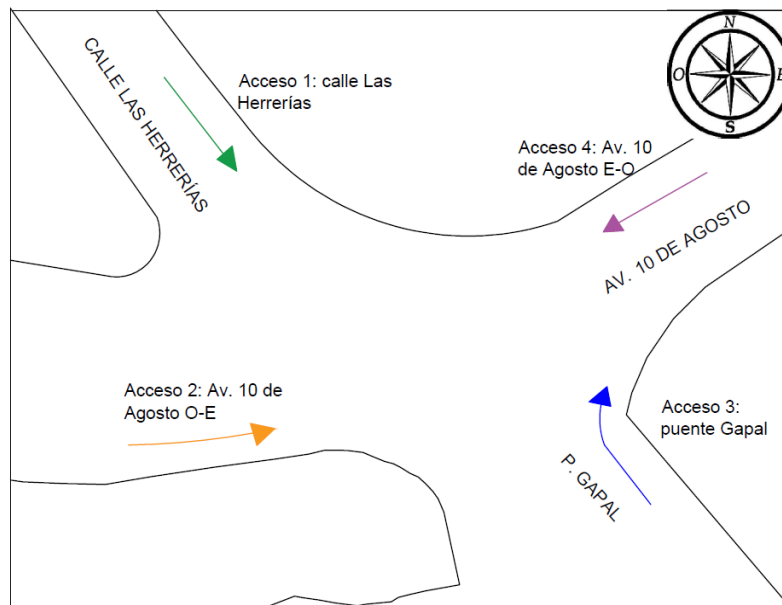 CALLE LAS HERRERÍAS
Acceso 1: calle Las
Herrerías
N
O
E
S
Acceso 4: Av. 10
de Agosto E-O
AV. 10 DE AGOSTO
Acceso 2: Av. 10 de
Agosto O-E
Acceso 3:
puente Gapal
P. GAPAL